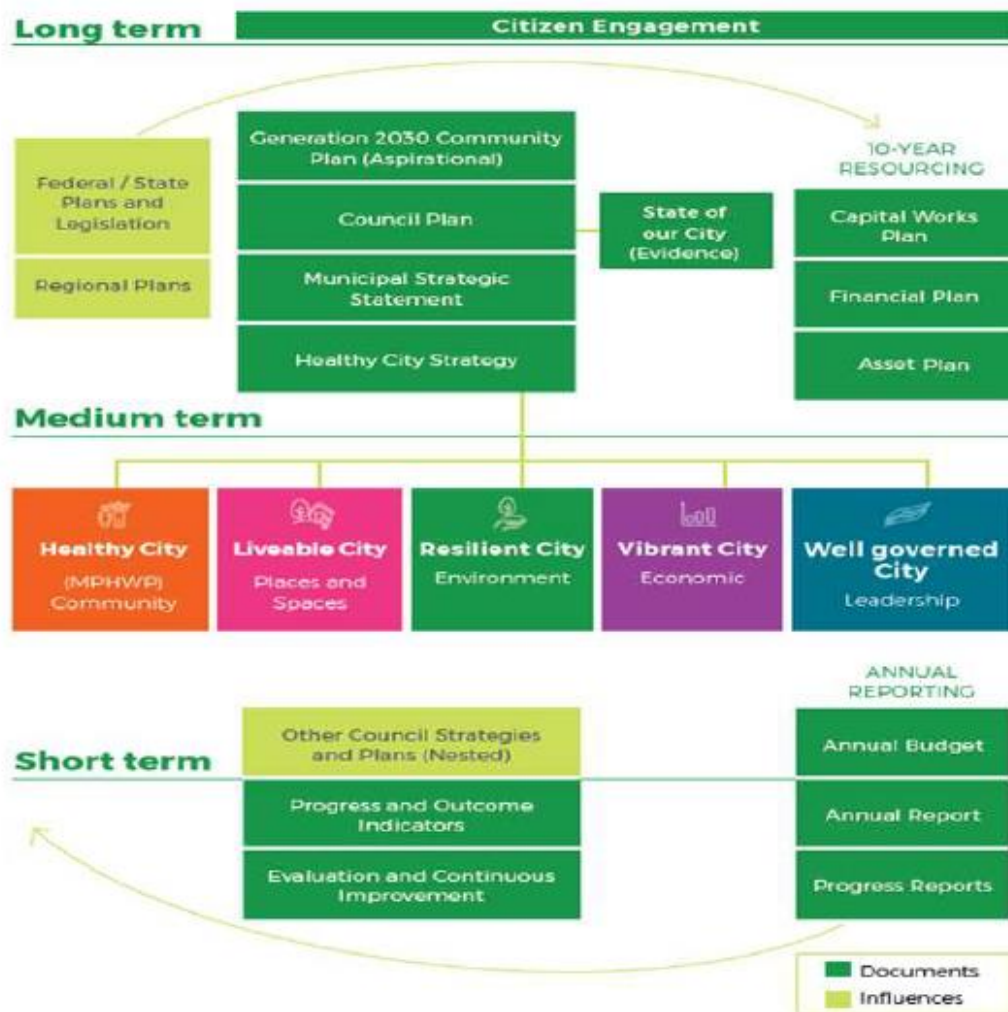 Long term
Citizen Engagement
Federal / State
Plans and
Legislation
Regional Plans
Generation 2030 Community
Plan (Aspirational)
Council Plan
Municipal Strategic
Statement
Healthy City Strategy
State of
our City
(Evidence)
10-YEAR
RESOURCING
Capital Works
Plan
Financial Plan
Asset Plan
Medium term
Healthy City
(MPHWP)
Community
Liveable City
Places and
Spaces
Resilient City
Environment
Vibrant City
Economic
Well governed
City
Leadership
Short term
Other Council Strategies
and Plans (Nested)
Progress and Outcome
Indicators
Evaluation and Continuous
Improvement
ANNUAL
REPORTING
Annual Budget
Annual Report
Progress Reports
Documents
Influences